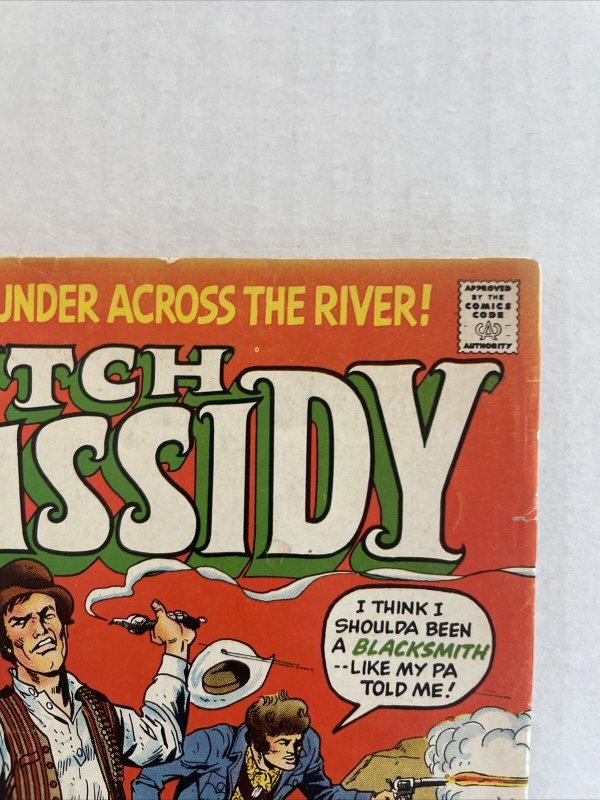 UNDER ACROSS THE RIVER!
APPROVED
BY THE
COMICS
CODE
CA
AUTHORITY
TCH
SSIDY
I THINK I
SHOULDA BEEN
A BLACKSMITH
--LIKE MY PA
TOLD ME!